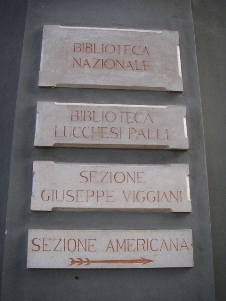 BIBLIOTECA
NAZIONALE
BIBLIOTECA
LUCCHESI PALLI
SEZIONE
GIUSEPPE VIGGIANI
SEZIONE AMERICANA